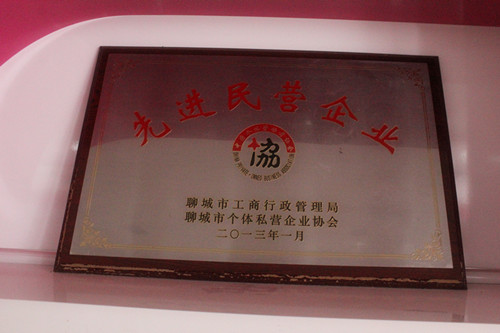 先进民营企业
協
聊城市工商行政管理局
聊城市个体私营企业协会
二〇一三年一月